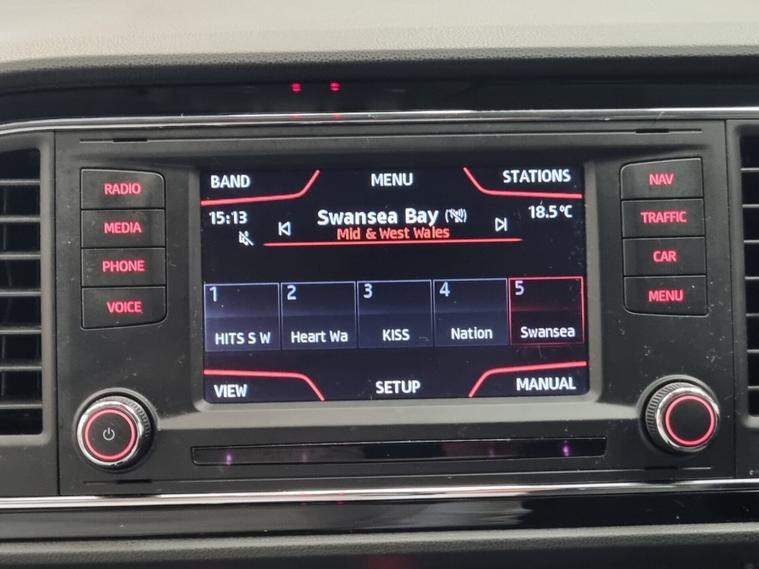 RADIO
MEDIA
PHONE
VOICE
BAND
MENU
STATIONS
15:13
Swansea Bay
18.5°C
Mid & West Wales
1
2
3
4
5
HITS S W
Heart Wa
KISS
Nation
Swansea
VIEW
SETUP
MANUAL
NAV
TRAFFIC
CAR
MENU